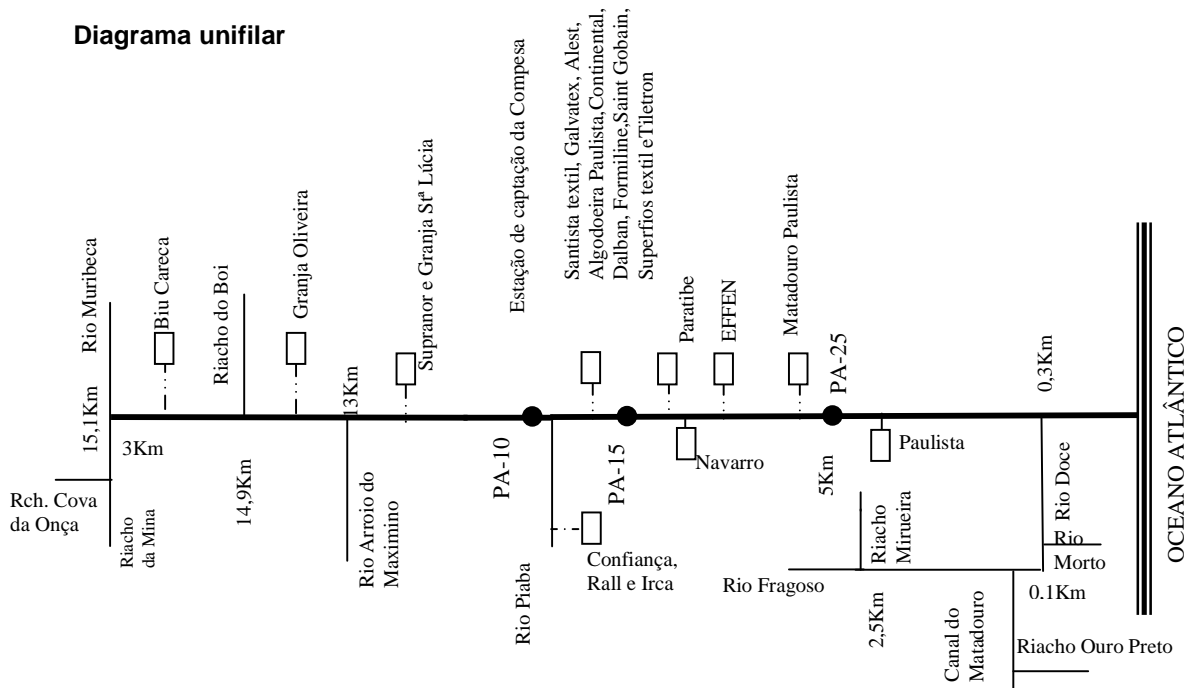 Diagrama unifilar
Rio Muribeca
Biu Careca
Riacho do Boi
Granja Oliveira
Supranor e Granja Stª Lúcia
Estação de captação da Compesa
Santista textil, Galvatex, Alest,
Algodoeira Paulista,Continental,
Dalban, Formiline,Saint Gobain,
Superfios textil eTiletron
Paratibe
EFFEN
Matadouro Paulista
PA-25
0,3Km
OCEANO ATLÂNTICO
15,1Km
3Km
14,9Km
13Km
PA-10
PA-15
Navarro
5Km
Paulista
Rch. Cova
da Onça
Riacho
da Mina
Rio Arroio do
Maximino
Rio Piaba
Confiança,
Rall e Irca
Rio Fragoso
Riacho
Mirueira
2,5Km
Rio Doce
Rio
Morto
0.1Km
Canal do
Matadouro
Riacho Ouro Preto